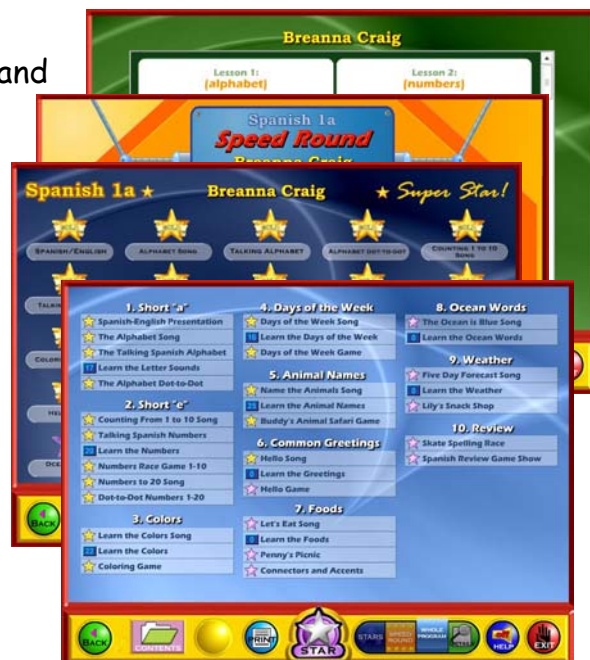 and
Breanna Craig
Lesson 1:
(alphabet)
Lesson 2:
(numbers)
Spanish 1a
Speed Round
Breanna Craig
Spanish 1a
Breanna Craig
Super Star!
SPANISH/ENGLISH
ALPHABET SONG
TALKING ALPHABET
ALPHABET DOT-TO-DOT
COUNTING 1 TO 10
SONG
1. Short "a"
Spanish-English Presentation
The Alphabet Song
The Talking Spanish Alphabet
17 Learn the Letter Sounds
The Alphabet Dot-to-Dot
2. Short "e"
Counting From 1 to 10 Song
Talking Spanish Numbers
20 Learn the Numbers
Numbers Race Game 1-10
Numbers to 20 Song
Dot-to-Dot Numbers 1-20
3. Colors
Learn the Colors Song
Learn the Colors
Coloring Game
4. Days of the Week
Days of the Week Song
Learn the Days of the Week
Days of the Week Game
5. Animal Names
Name the Animals Song
Learn the Animal Names
Buddy's Animal Safari Game
6. Common Greetings
Hello Song
Learn the Greetings
Hello Game
7. Foods
Let's Eat Song
Learn the Foods
Penny's Picnic
Connectors and Accents
8. Ocean Words
The Ocean is Blue Song
Learn the Ocean Words
9. Weather
Five Day Forecast Song
Learn the Weather
Lily's Snack Shop
10. Review
Skate Spelling Race
Spanish Review Game Show
BACK
BACK
CONTENTS
PRINT
STAR
STARS
SPEED
ROUND
WHOLE
PROGRAM
HELP
EXIT